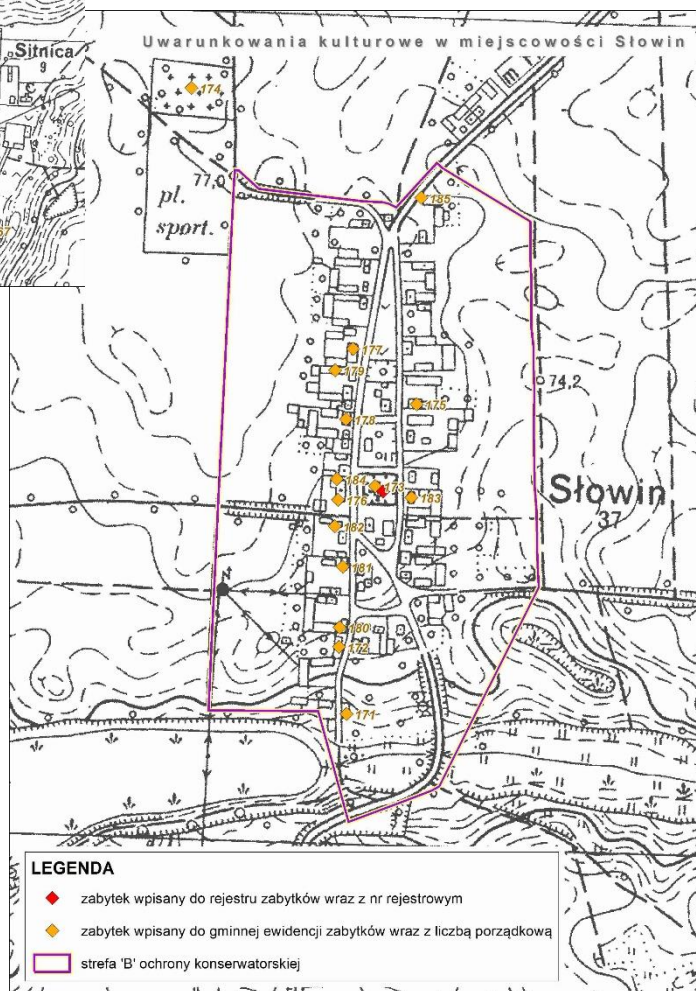 Uwarunkowania kulturowe w miejscowości Słowin
Sitnica
9
174
77,0
pl.
sport.
185
177
179
74,2
175
178
184
173
176
183
Słowin
37
182
181
180
172
171
LEGENDA
zabytek wpisany do rejestru zabytków wraz z nr rejestrowym
zabytek wpisany do gminnej ewidencji zabytków wraz z liczbą porządkową
strefa 'B' ochrony konserwatorskiej